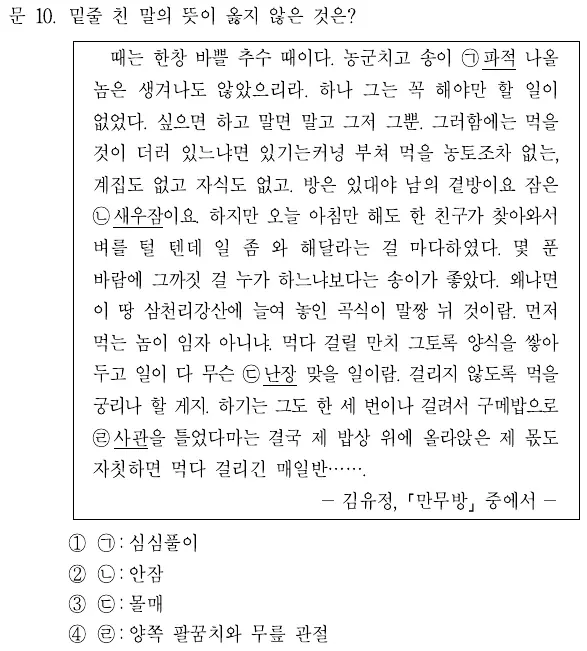 문 10. 밑줄 친 말의 뜻이 옳지 않은 것은?
때는 한창 바쁠 추수 때이다. 농군치고 송이 ㉠파적 나올
놈은 생겨나도 않았으리라. 하나 그는 꼭 해야만 할 일이
없었다. 싶으면 하고 말면 말고 그저 그뿐. 그러함에는 먹을
것이 더러 있느냐면 있기는커녕 부쳐 먹을 농토조차 없는,
계집도 없고 자식도 없고. 방은 있대야 남의 곁방이요 잠은
㉡새우잠이요. 하지만 오늘 아침만 해도 한 친구가 찾아와서
벼를 털 텐데 일 좀 와 해달라는 걸 마다하였다. 몇 푼
바람에 그까짓 걸 누가 하느냐보다는 송이가 좋았다. 왜냐면
이 땅 삼천리강산에 늘여 놓인 곡식이 말짱 뉘 것이람. 먼저
먹는 놈이 임자 아니냐. 먹다 걸릴 만치 그토록 양식을 쌓아
두고 일이 다 무슨 ㉢난장 맞을 일이람. 걸리지 않도록 먹을
궁리나 할 게지. 하기는 그도 한 세 번이나 걸려서 구메밥으로
㉣사관을 틀었다마는 결국 제 밥상 위에 올라앉은 제 몫도
자칫하면 먹다 걸리긴 매일반…….
－ 김유정, ｢만무방｣ 중에서 －
① ㉠: 심심풀이
② ㉡: 안잠
③ ㉢: 몰매
④ ㉣: 양쪽 팔꿈치와 무릎 관절